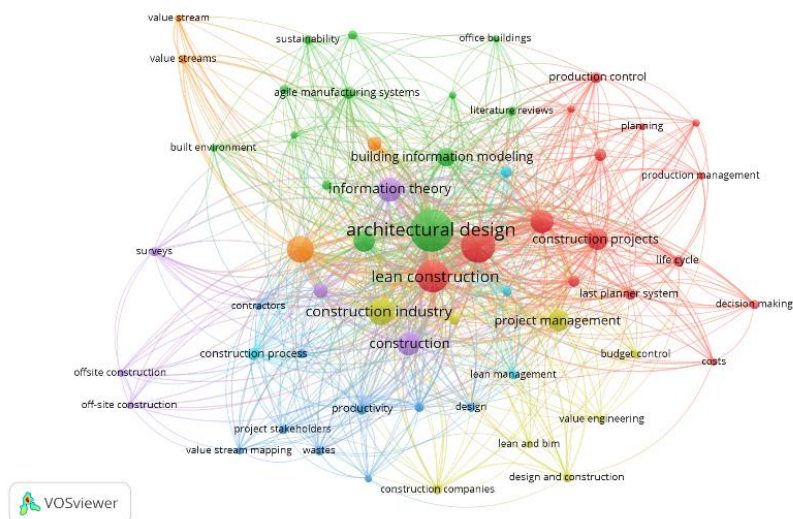 value stream
sustainability
office buildings
value streams
production control
agile manufacturing systems
literature reviews
planning
built environment
building information modeling
production management
information theory
architectural design
construction projects
surveys
life cycle
lean construction
last planner system
decision making
contractors
construction industry
project management
construction process
construction
budget control
costs
offsite construction
lean management
off-site construction
productivity
design
value engineering
project stakeholders
value stream mapping
wastes
lean and bim
design and construction
construction companies
VOSviewer